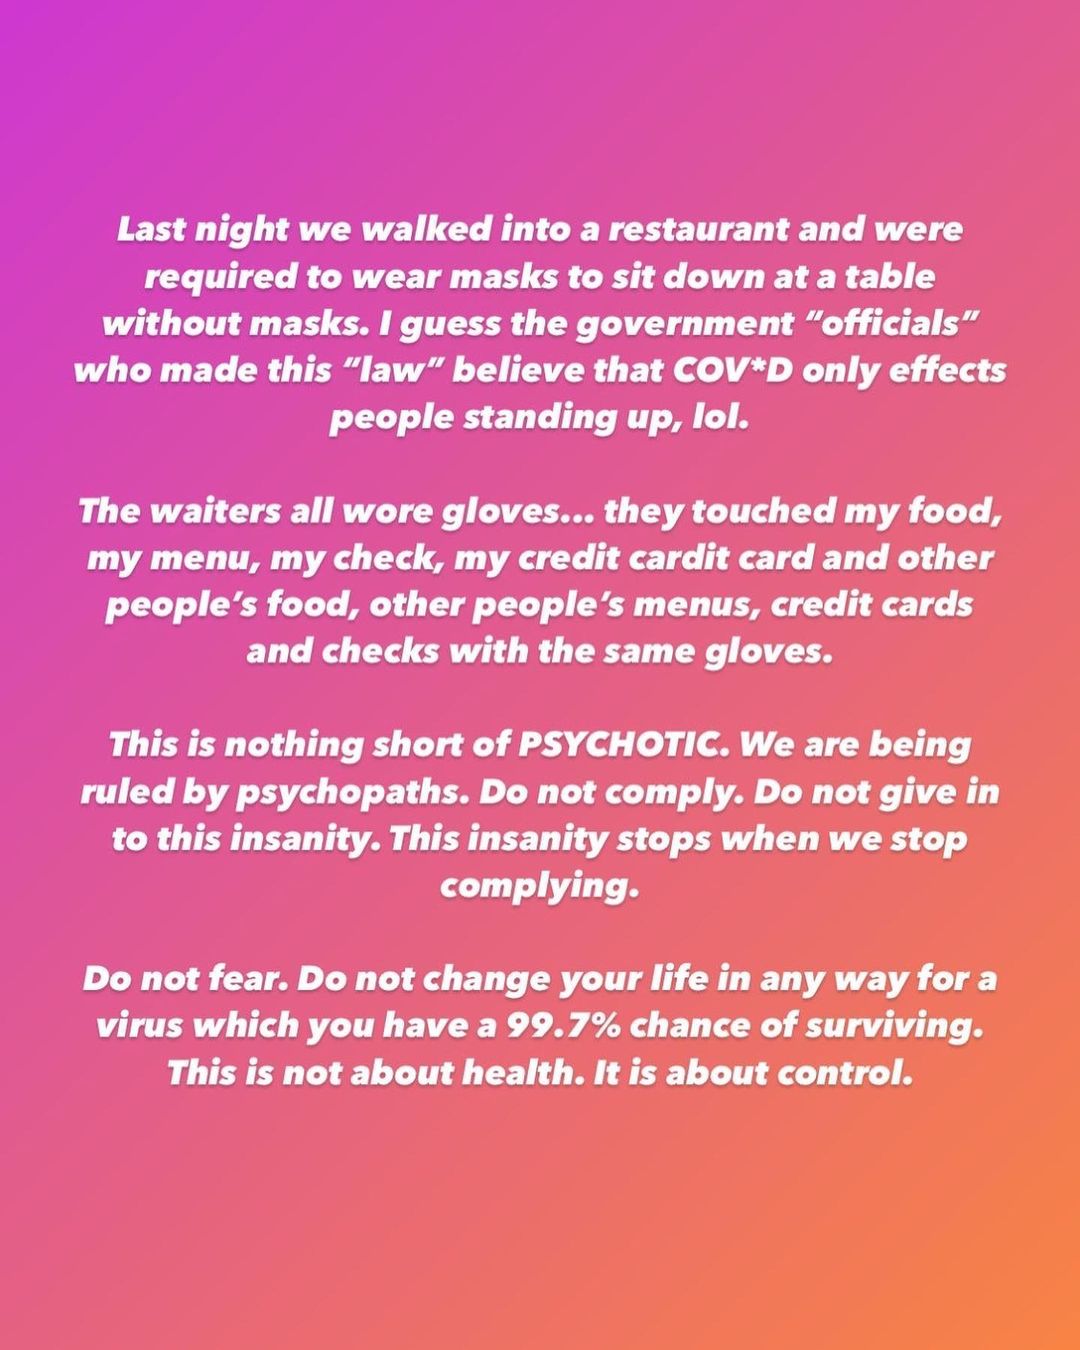 Last night we walked into a restaurant and were
required to wear masks to sit down at a table
without masks. I guess the government “officials”
who made this “law” believe that COV*D only effects
people standing up, lol.
The waiters all wore gloves... they touched my food,
my menu, my check, my credit cardit card and other
people’s food, other people’s menus, credit cards
and checks with the same gloves.
This is nothing short of PSYCHOTIC. We are being
ruled by psychopaths. Do not comply. Do not give in
to this insanity. This insanity stops when we stop
complying.
Do not fear. Do not change your life in any way for a
virus which you have a 99.7% chance of surviving.
This is not about health. It is about control.